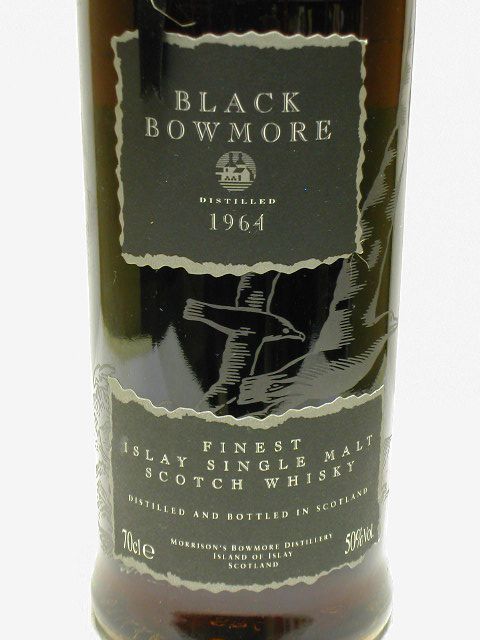 BLACK
BOWMORE
DISTILLED
1964
FINEST
ISLAY SINGLE MALT
SCOTCH WHISKY
DISTILLED AND BOTTLED IN SCOTLAND
70cl e
MORRISON'S BOWMORE DISTILLERY
ISLAND OF ISLAY
SCOTLAND
50%Vol.